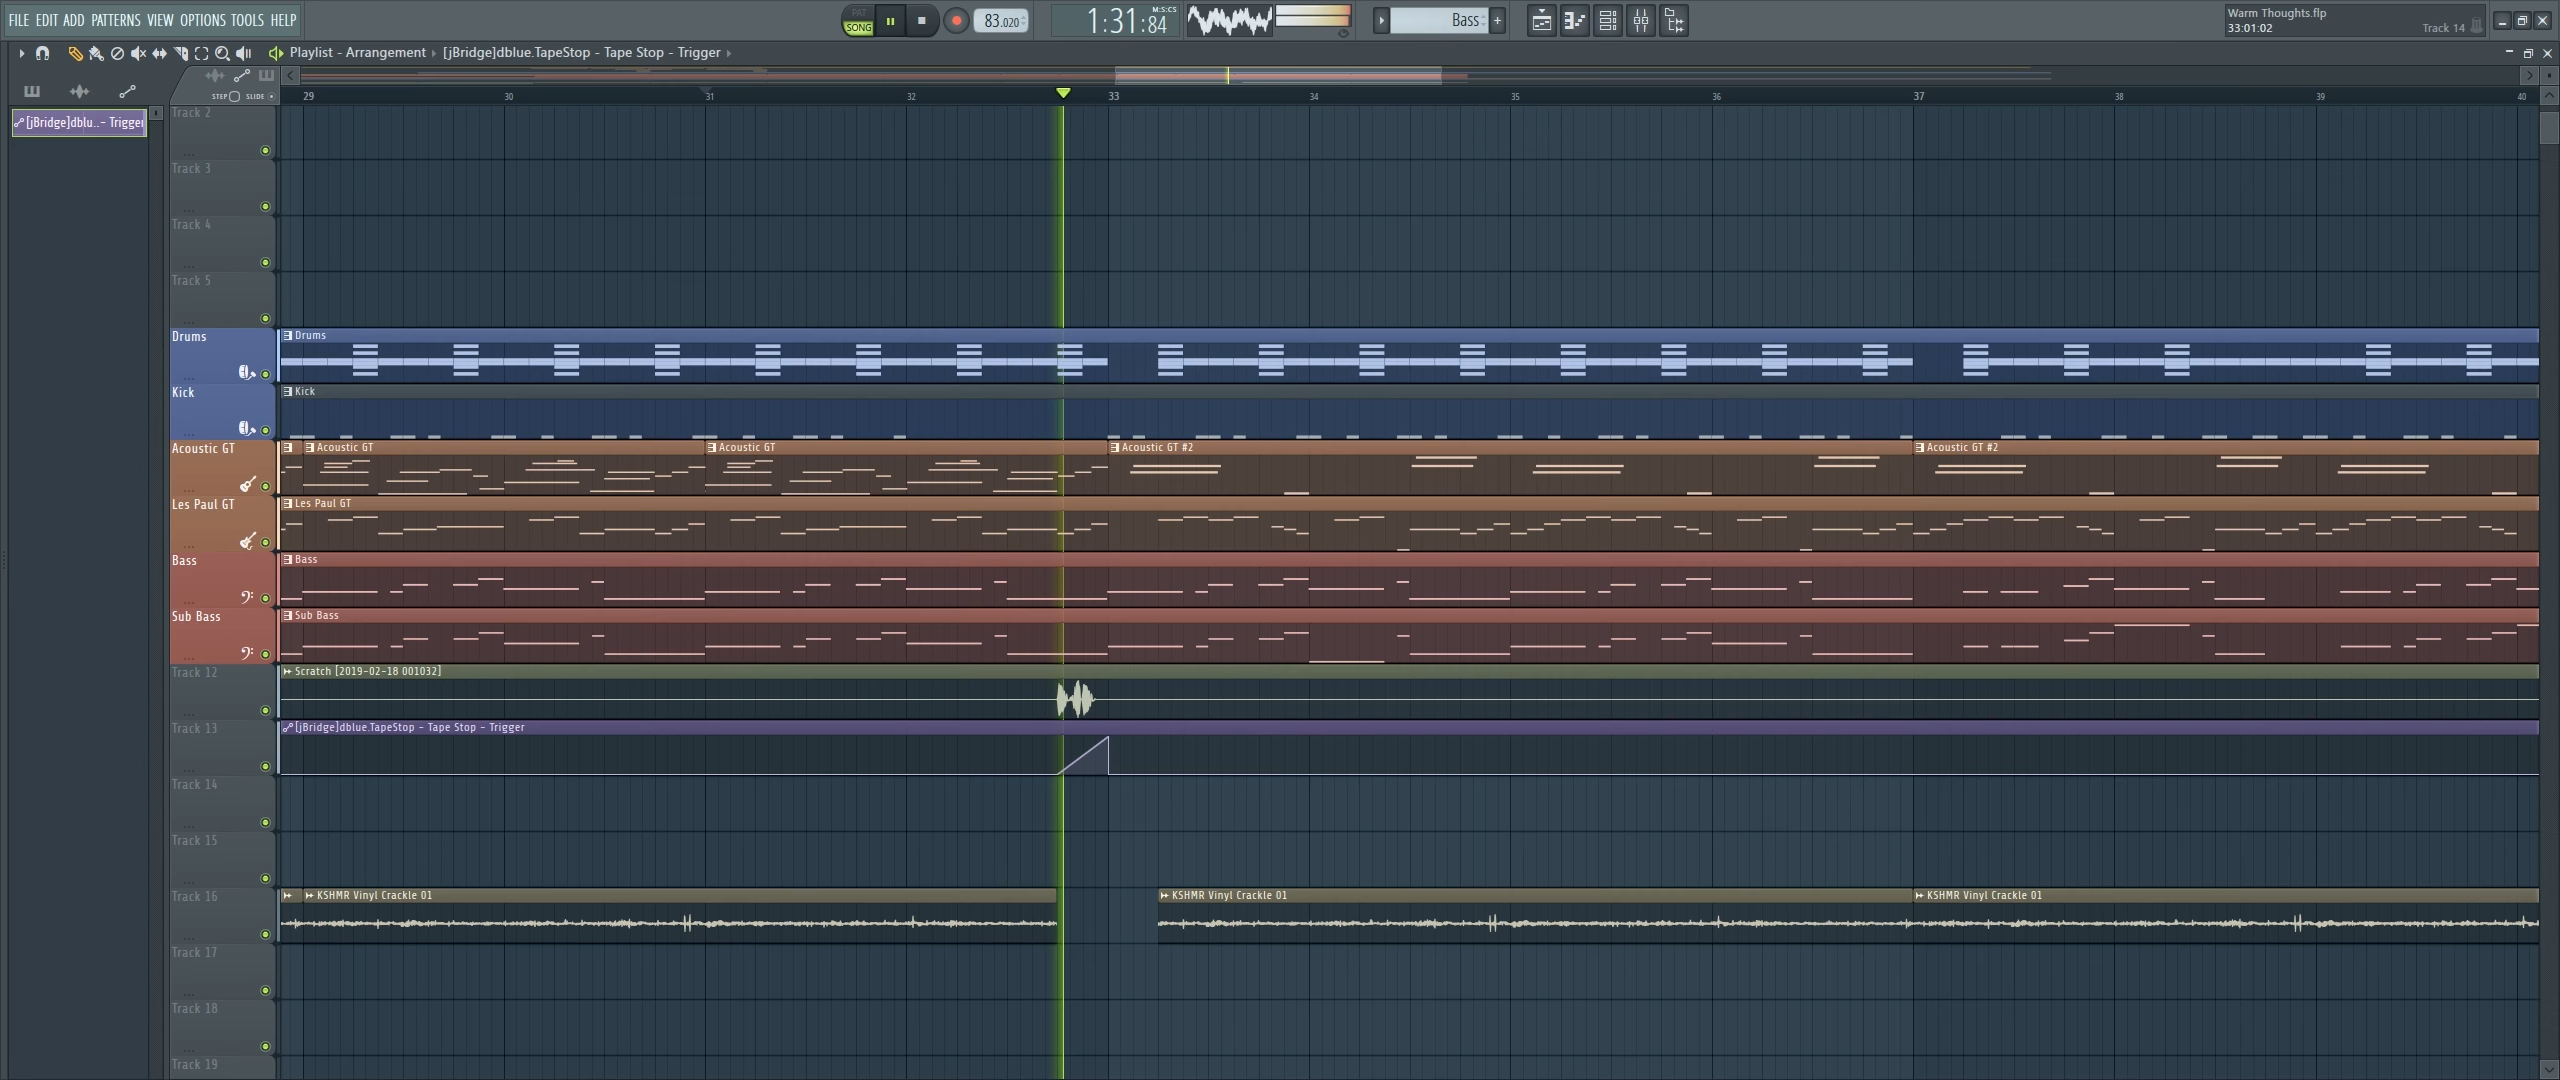 FILE EDIT ADD PATTERNS VIEW OPTIONS TOOLS HELP
PAT
SONG
83.020
1:31:84
M:S:CS
Bass
Warm Thoughts.flp
33:01:02
Track 14
Playlist - Arrangement
[jBridge]dblue.TapeStop - Tape Stop - Trigger
STEP
SLIDE
29 30 31 32 33 34 35 36 37 38 39 40
[jBridge]dblu..- Trigger
Track 2
Track 3
Track 4
Track 5
Drums
Drums
Kick
Kick
Acoustic GT
Acoustic GT
Acoustic GT
Acoustic GT #2
Acoustic GT #2
Les Paul GT
Les Paul GT
Bass
Bass
Sub Bass
Sub Bass
Track 12
Scratch [2019-02-18 001032]
Track 13
[jBridge]dblue.TapeStop - Tape Stop - Trigger
Track 14
Track 15
Track 16
KSHMR Vinyl Crackle 01
KSHMR Vinyl Crackle 01
KSHMR Vinyl Crackle 01
Track 17
Track 18
Track 19